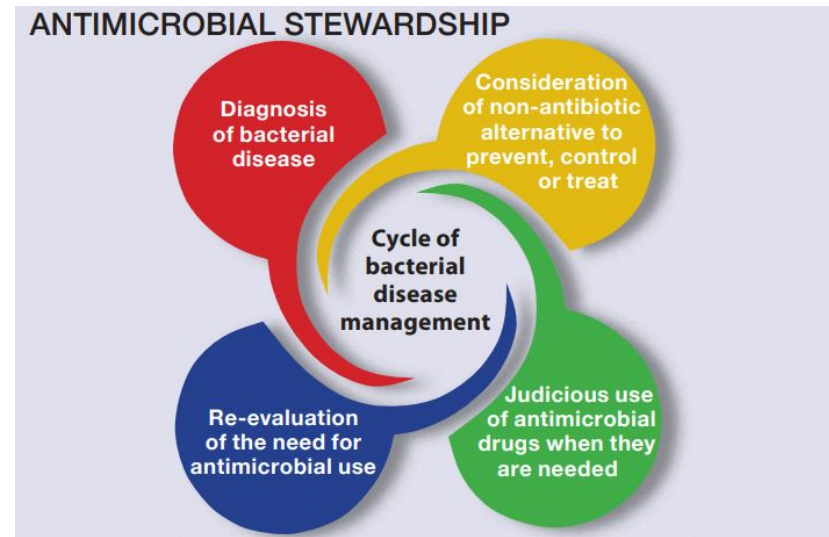 ANTIMICROBIAL STEWARDSHIP
Diagnosis
of bacterial
disease
Consideration
of non-antibiotic
alternative to
prevent, control
or treat
Cycle of
bacterial
disease
management
Re-evaluation
of the need for
antimicrobial use
Judicious use
of antimicrobial
drugs when they
are needed